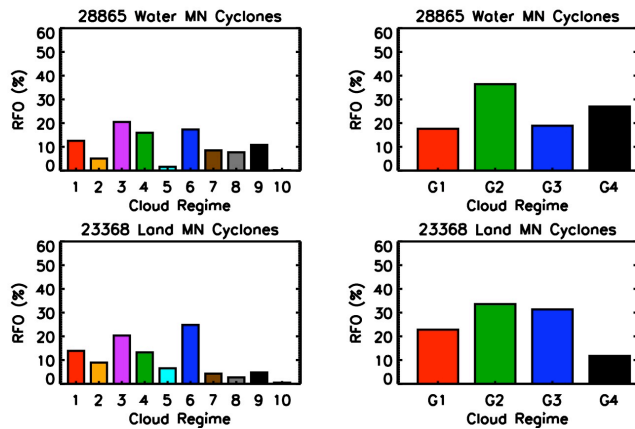 28865 Water MN Cyclones
60
50
40
30
20
10
0
RFO (%)
1 2 3 4 5 6 7 8 9 10
Cloud Regime
28865 Water MN Cyclones
60
50
40
30
20
10
0
RFO (%)
G1 G2 G3 G4
Cloud Regime
23368 Land MN Cyclones
60
50
40
30
20
10
0
RFO (%)
1 2 3 4 5 6 7 8 9 10
Cloud Regime
23368 Land MN Cyclones
60
50
40
30
20
10
0
RFO (%)
G1 G2 G3 G4
Cloud Regime